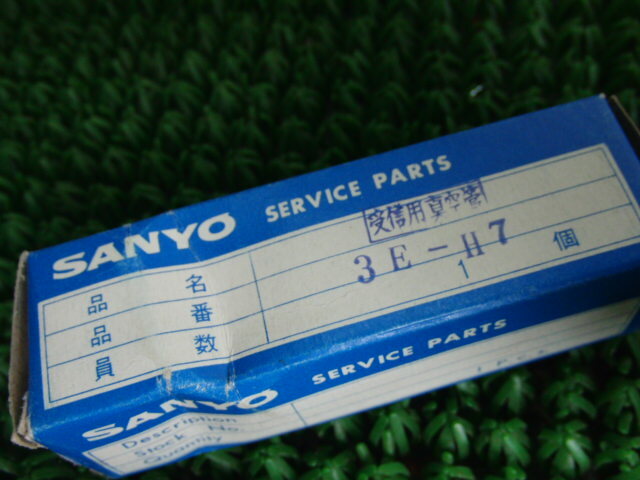 SANYO SERVICE PARTS
品名 受信用真空管
品番 3E-H7
員数 1個
SANYO SERVICE PARTS
Description
Stock No.
Quantity